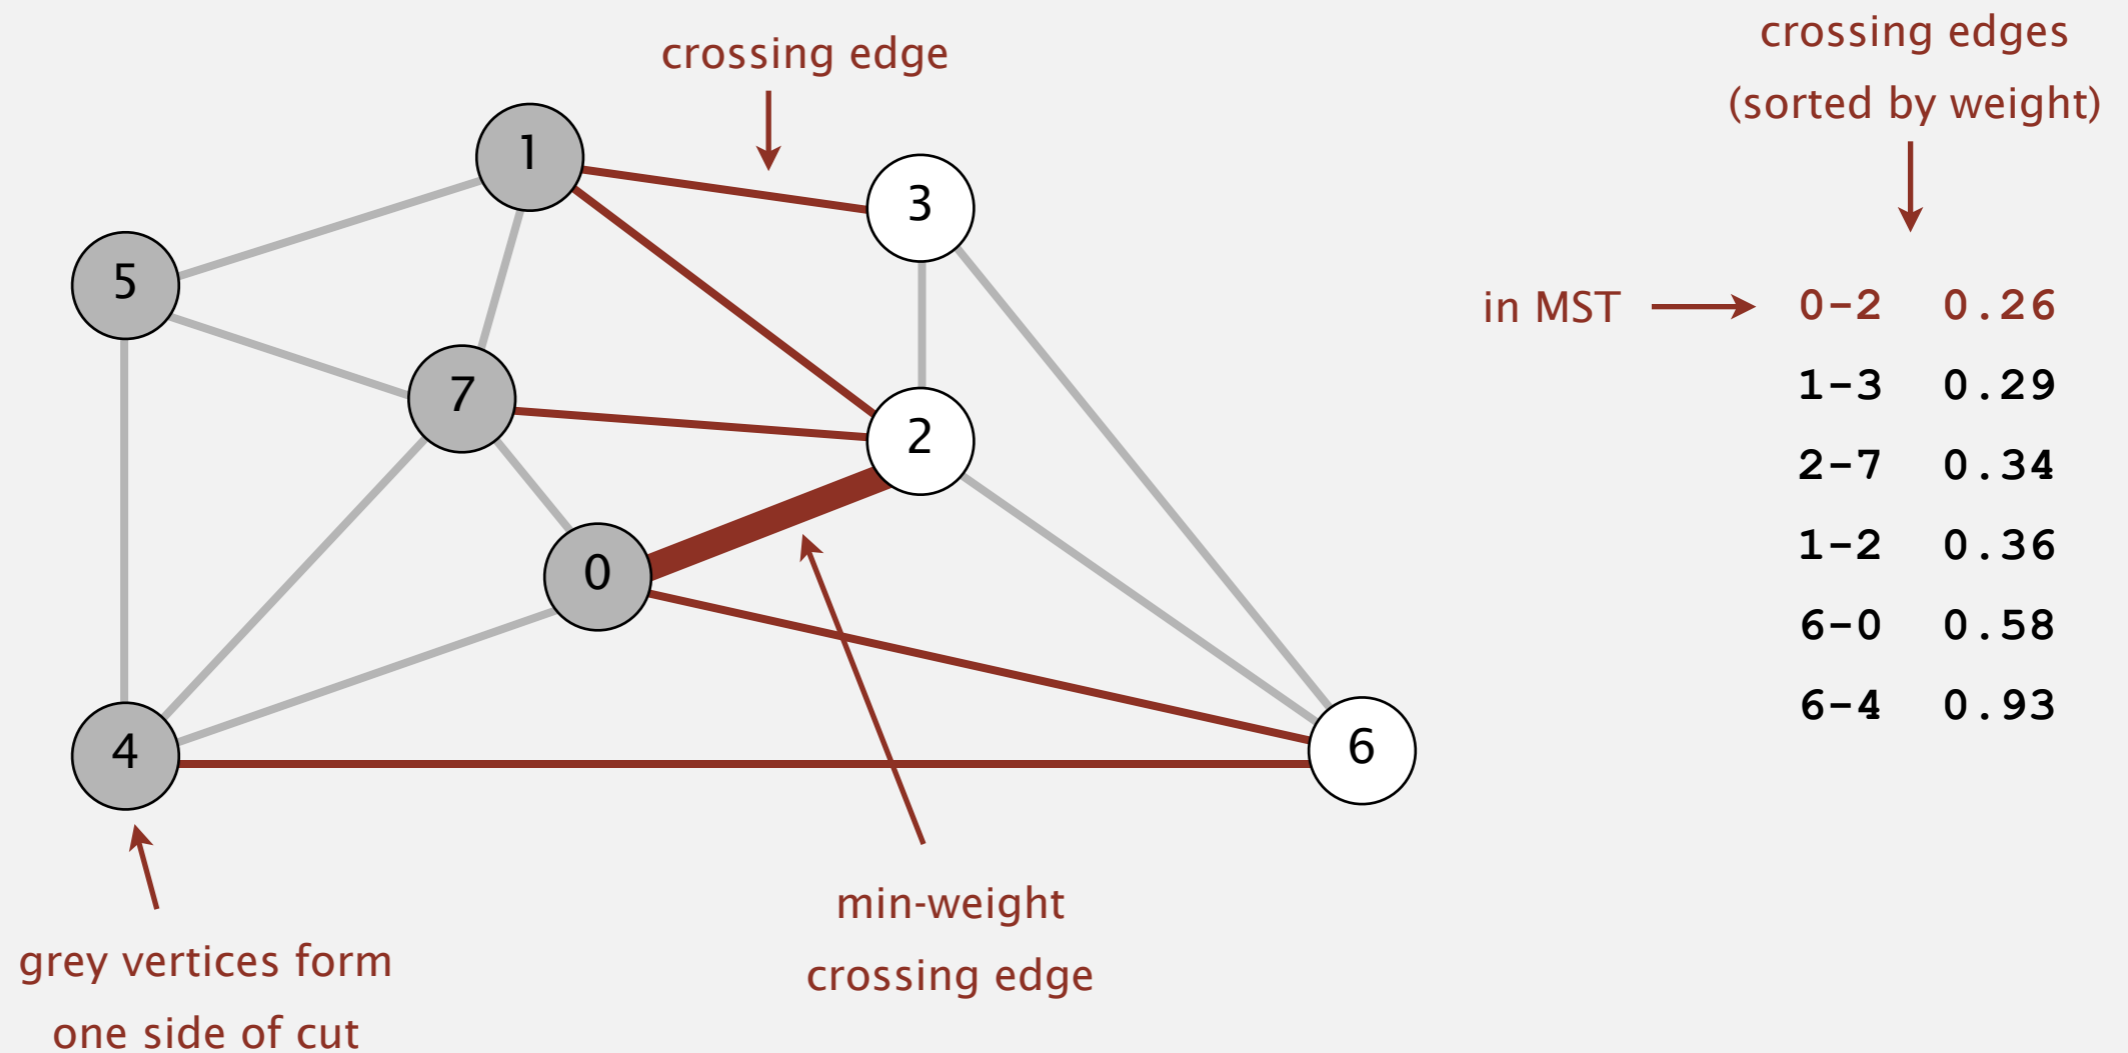 crossing edge
1
3
5
7
2
0
4
6
grey vertices form
one side of cut
min-weight
crossing edge
crossing edges
(sorted by weight)
in MST
0-2 0.26
1-3 0.29
2-7 0.34
1-2 0.36
6-0 0.58
6-4 0.93